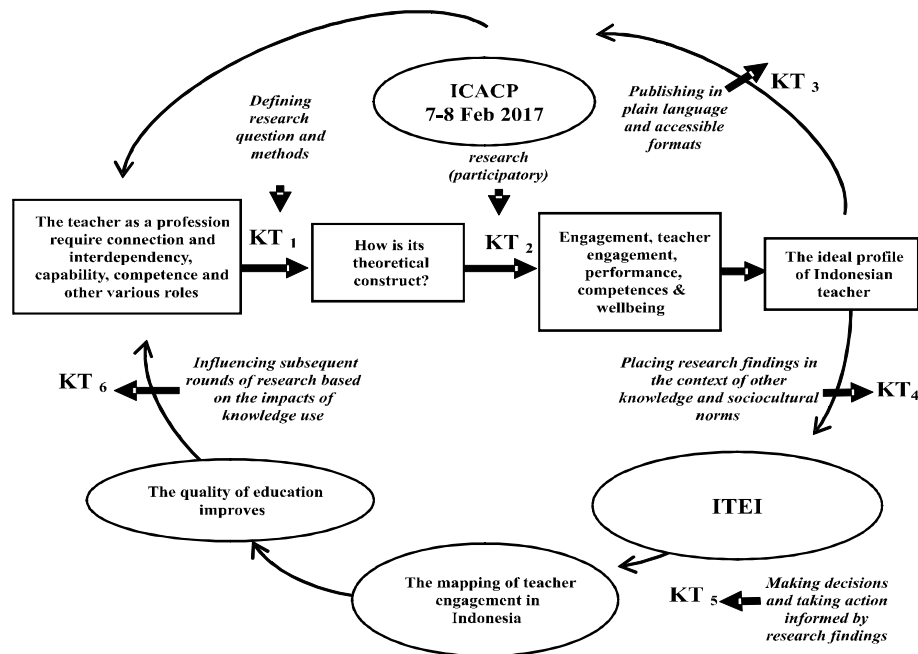 ICACP
7-8 Feb 2017
Defining
research
question and
methods
research
(participatory)
Publishing in
plain language
and accessible
formats
KT 3
The teacher as a profession
require connection and
interdependency,
capability, competence and
other various roles
KT 1
How is its
theoretical
construct?
KT 2
Engagement, teacher
engagement,
performance,
competences &
wellbeing
The ideal profile
of Indonesian
teacher
KT 6
Influencing subsequent
rounds of research based
on the impacts of
knowledge use
Placing research findings in
the context of other
knowledge and sociocultural
norms
KT4
The quality of education
improves
ITEI
The mapping of teacher
engagement in
Indonesia
KT 5
Making decisions
and taking action
informed by
research findings